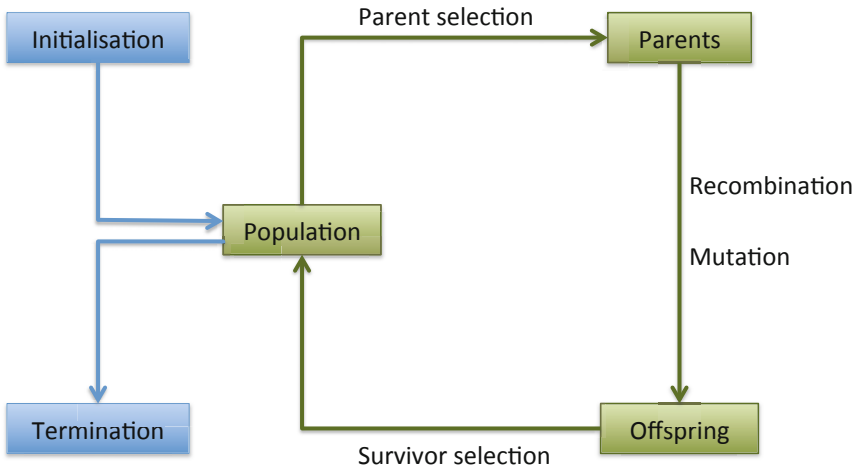 Parent selection
Initialisation
Parents
Recombination
Population
Mutation
Termination
Offspring
Survivor selection